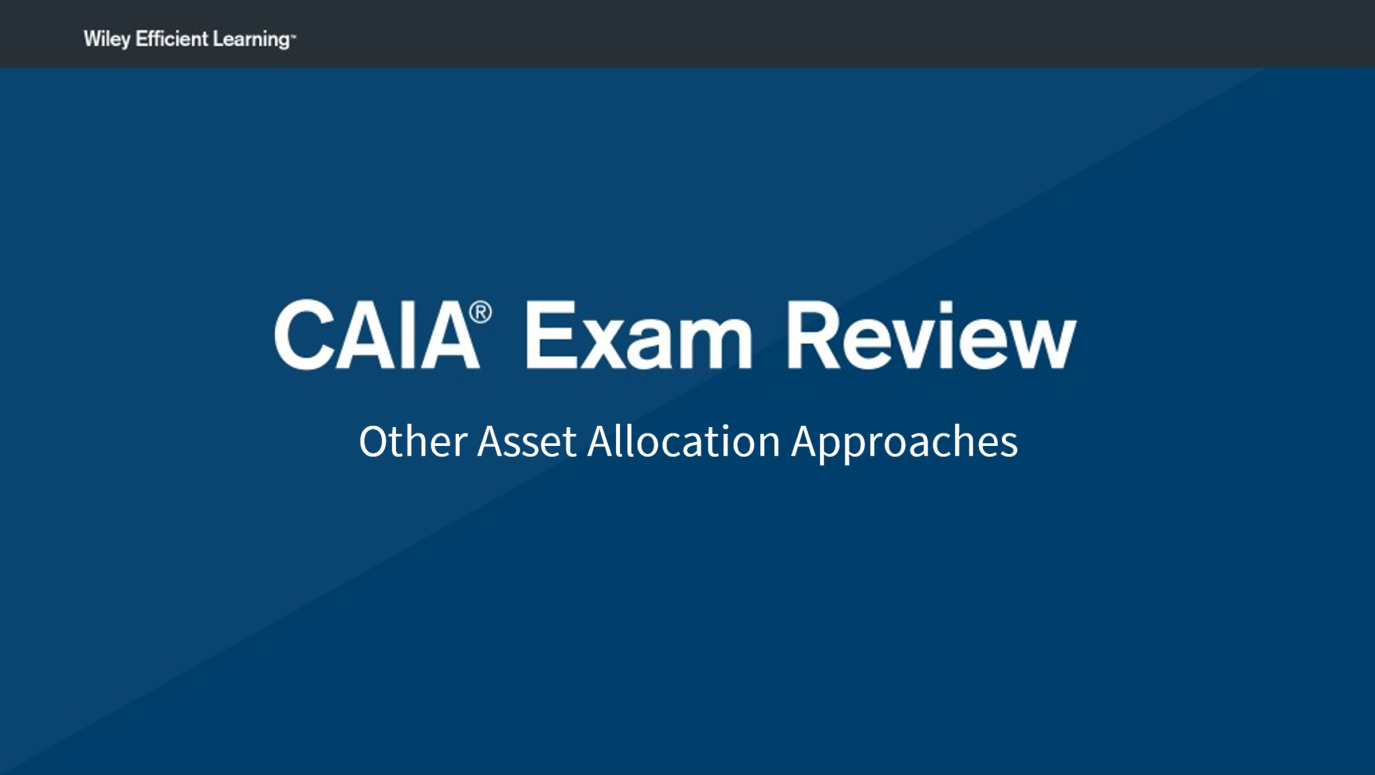 Wiley Efficient Learning™
CAIA® Exam Review
Other Asset Allocation Approaches